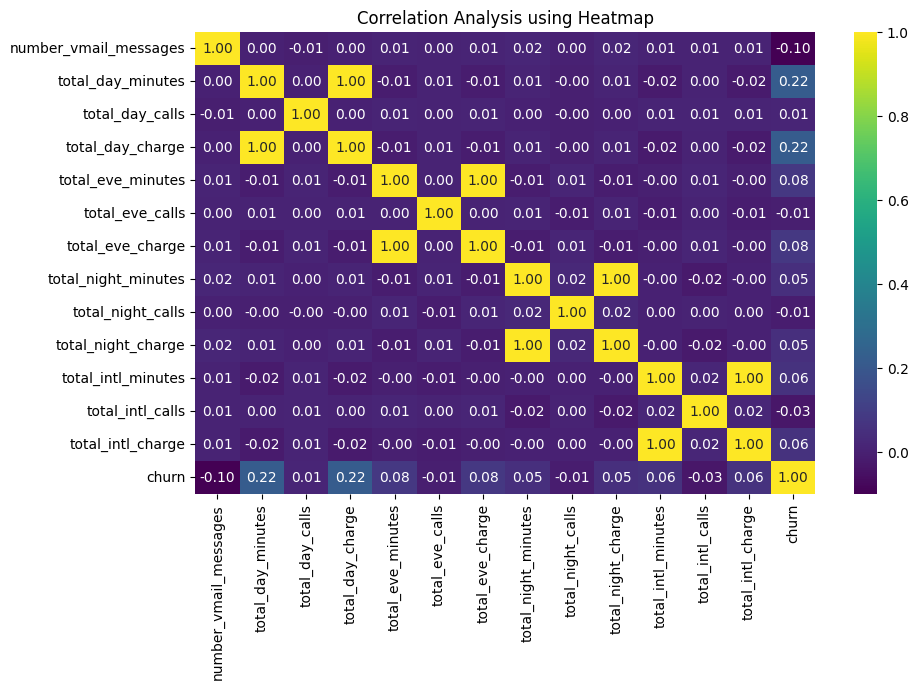 Correlation Analysis using Heatmap
number_vmail_messages 1.00 0.00 -0.01 0.00 0.01 0.00 0.01 0.02 0.00 0.02 0.01 0.01 0.01 -0.10
total_day_minutes 0.00 1.00 0.00 1.00 -0.01 0.01 -0.01 0.01 -0.00 0.01 -0.02 0.00 -0.02 0.22
total_day_calls -0.01 0.00 1.00 0.00 0.01 0.00 0.01 0.00 -0.00 0.00 0.01 0.01 0.01 0.01
total_day_charge 0.00 1.00 0.00 1.00 -0.01 0.01 -0.01 0.01 -0.00 0.01 -0.02 0.00 -0.02 0.22
total_eve_minutes 0.01 -0.01 0.01 -0.01 1.00 0.00 1.00 -0.01 0.01 -0.01 -0.00 0.01 -0.00 0.08
total_eve_calls 0.00 0.01 0.00 0.01 0.00 1.00 0.00 0.01 -0.01 0.01 -0.01 0.00 -0.01 -0.01
total_eve_charge 0.01 -0.01 0.01 -0.01 1.00 0.00 1.00 -0.01 0.01 -0.01 -0.00 0.01 -0.00 0.08
total_night_minutes 0.02 0.01 0.00 0.01 -0.01 0.01 -0.01 1.00 0.02 1.00 -0.00 -0.02 -0.00 0.05
total_night_calls 0.00 -0.00 -0.00 -0.00 0.01 -0.01 0.01 0.02 1.00 0.02 0.00 0.00 0.00 -0.01
total_night_charge 0.02 0.01 0.00 0.01 -0.01 0.01 -0.01 1.00 0.02 1.00 -0.00 -0.02 -0.00 0.05
total_intl_minutes 0.01 -0.02 0.01 -0.02 -0.00 -0.01 -0.00 -0.00 0.00 -0.00 1.00 0.02 1.00 0.06
total_intl_calls 0.01 0.00 0.01 0.00 0.01 0.00 0.01 -0.02 0.00 -0.02 0.02 1.00 0.02 -0.03
total_intl_charge 0.01 -0.02 0.01 -0.02 -0.00 -0.01 -0.00 -0.00 0.00 -0.00 1.00 0.02 1.00 0.06
churn -0.10 0.22 0.01 0.22 0.08 -0.01 0.08 0.05 -0.01 0.05 0.06 -0.03 0.06 1.00
number_vmail_messages
total_day_minutes
total_day_calls
total_day_charge
total_eve_minutes
total_eve_calls
total_eve_charge
total_night_minutes
total_night_calls
total_night_charge
total_intl_minutes
total_intl_calls
total_intl_charge
churn
1.0
0.8
0.6
0.4
0.2
0.0